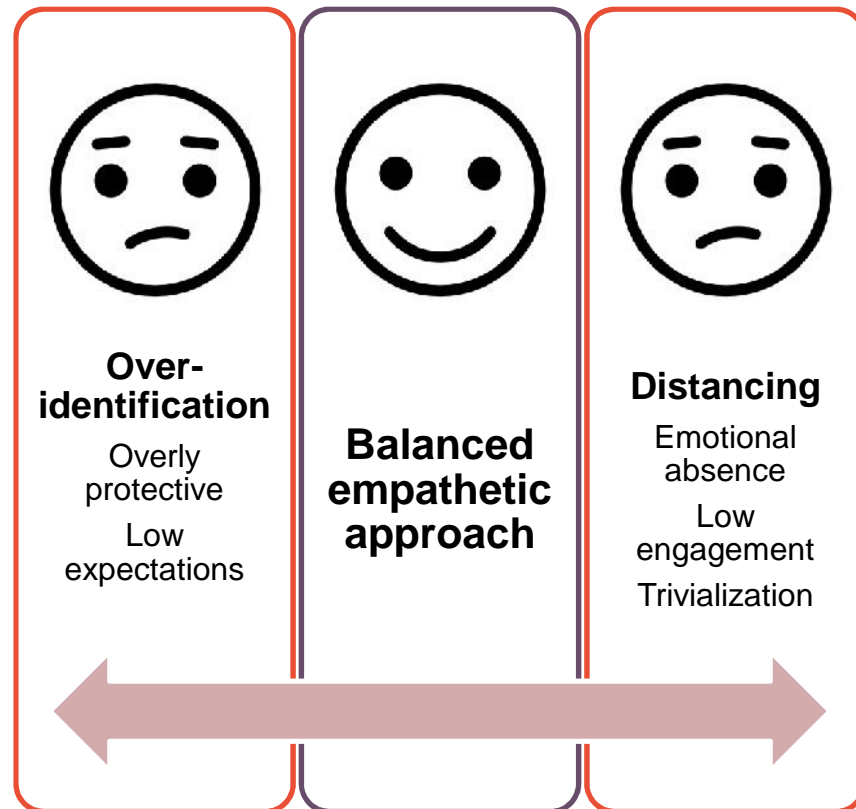 Over-
identification
Overly
protective
Low
expectations
Balanced
empathetic
approach
Distancing
Emotional
absence
Low
engagement
Trivialization